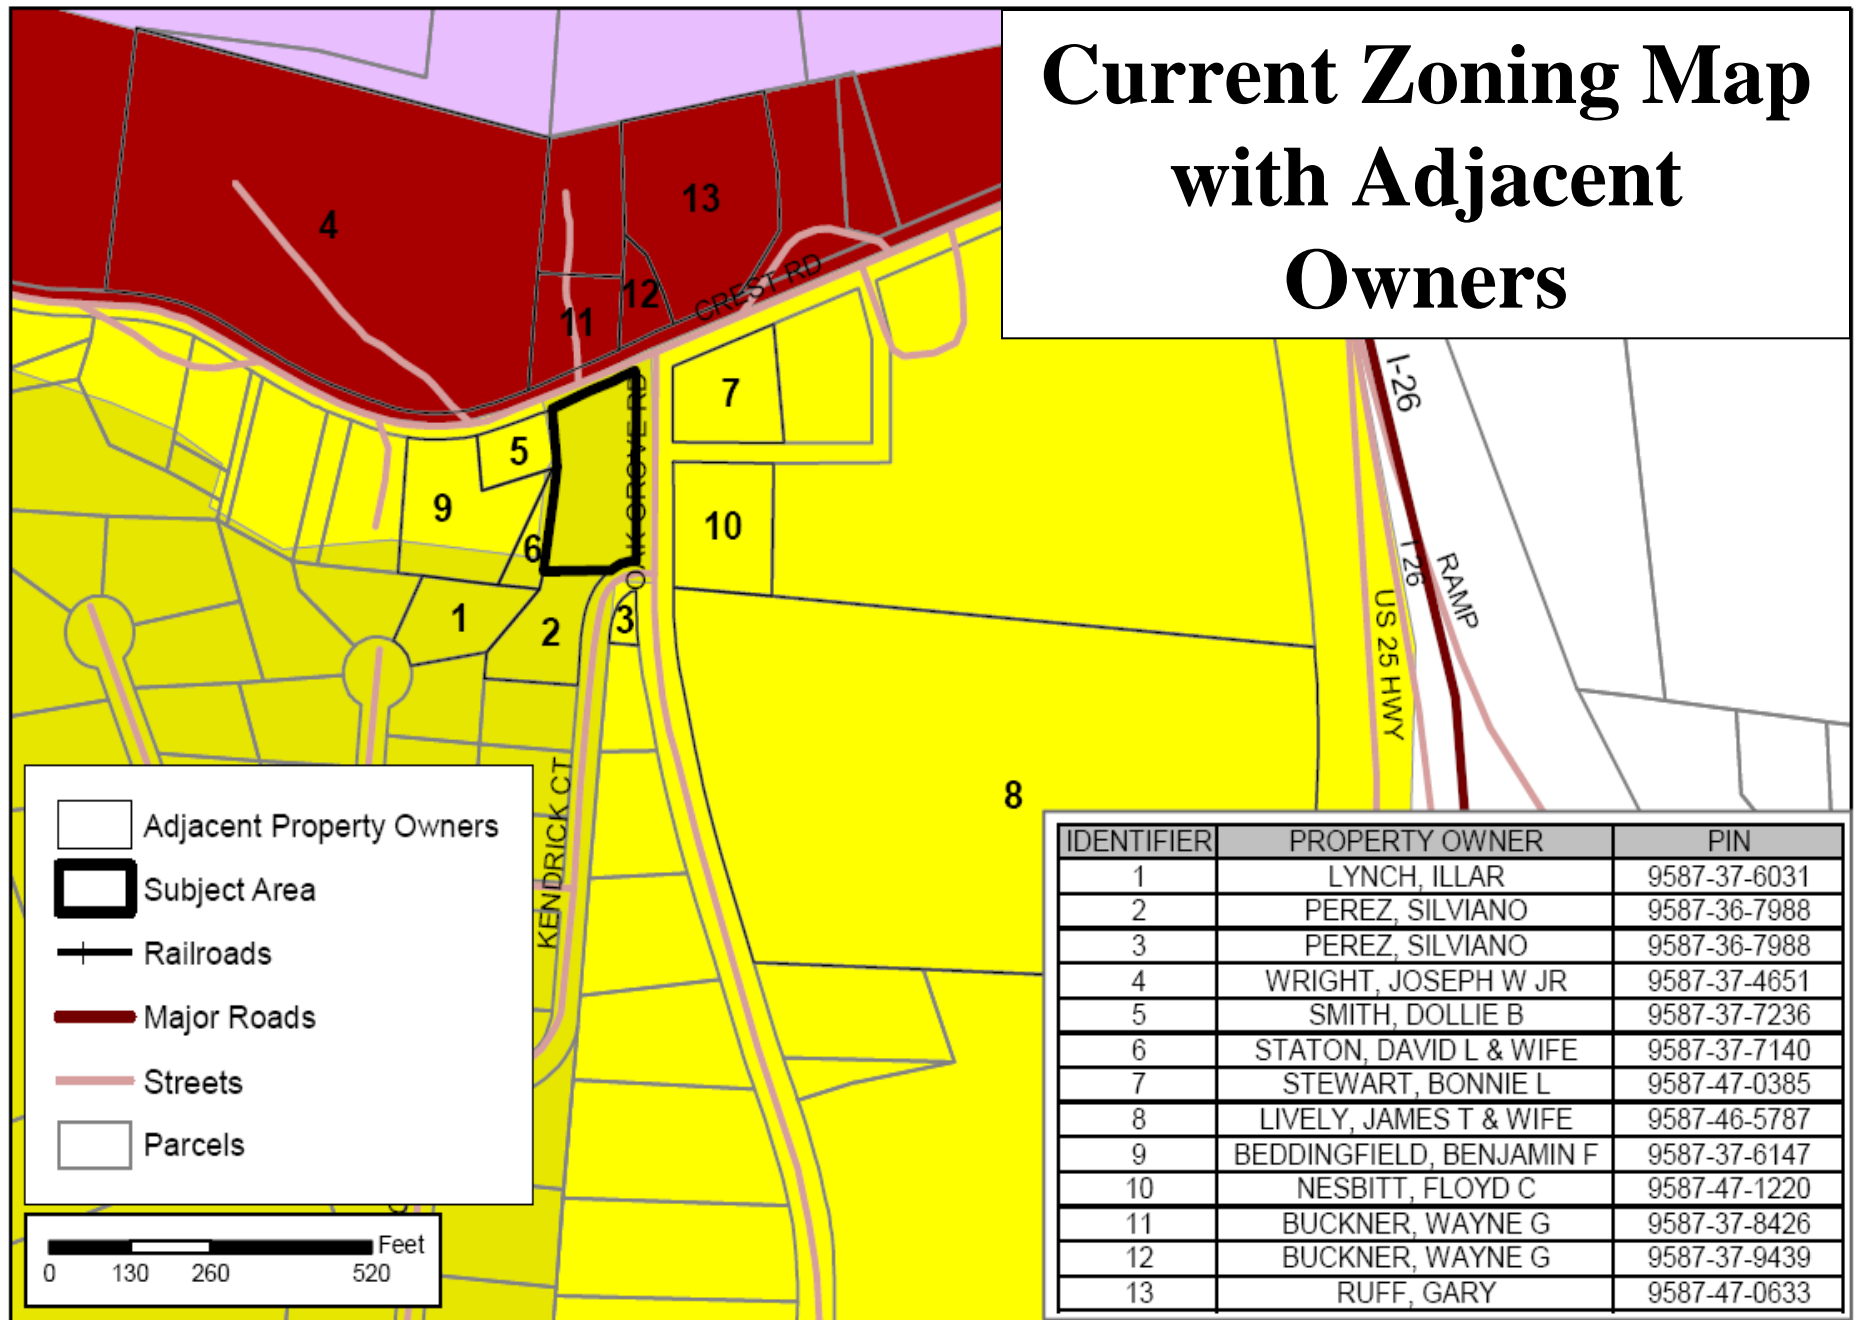 Current Zoning Map
with Adjacent
Owners
4
13
12
11
CREST RD
7
5
9
6
10
OAK GROVE RD
1
2
3
8
KENDRICK CT
I-26
I-26
RAMP
US 25 HWY
Adjacent Property Owners
Subject Area
Railroads
Major Roads
Streets
Parcels
Feet
0 130 260 520
IDENTIFIER PROPERTY OWNER PIN
1 LYNCH, ILLAR 9587-37-6031
2 PEREZ, SILVIANO 9587-36-7988
3 PEREZ, SILVIANO 9587-36-7988
4 WRIGHT, JOSEPH W JR 9587-37-4651
5 SMITH, DOLLIE B 9587-37-7236
6 STATON, DAVID L & WIFE 9587-37-7140
7 STEWART, BONNIE L 9587-47-0385
8 LIVELY, JAMES T & WIFE 9587-46-5787
9 BEDDINGFIELD, BENJAMIN F 9587-37-6147
10 NESBITT, FLOYD C 9587-47-1220
11 BUCKNER, WAYNE G 9587-37-8426
12 BUCKNER, WAYNE G 9587-37-9439
13 RUFF, GARY 9587-47-0633